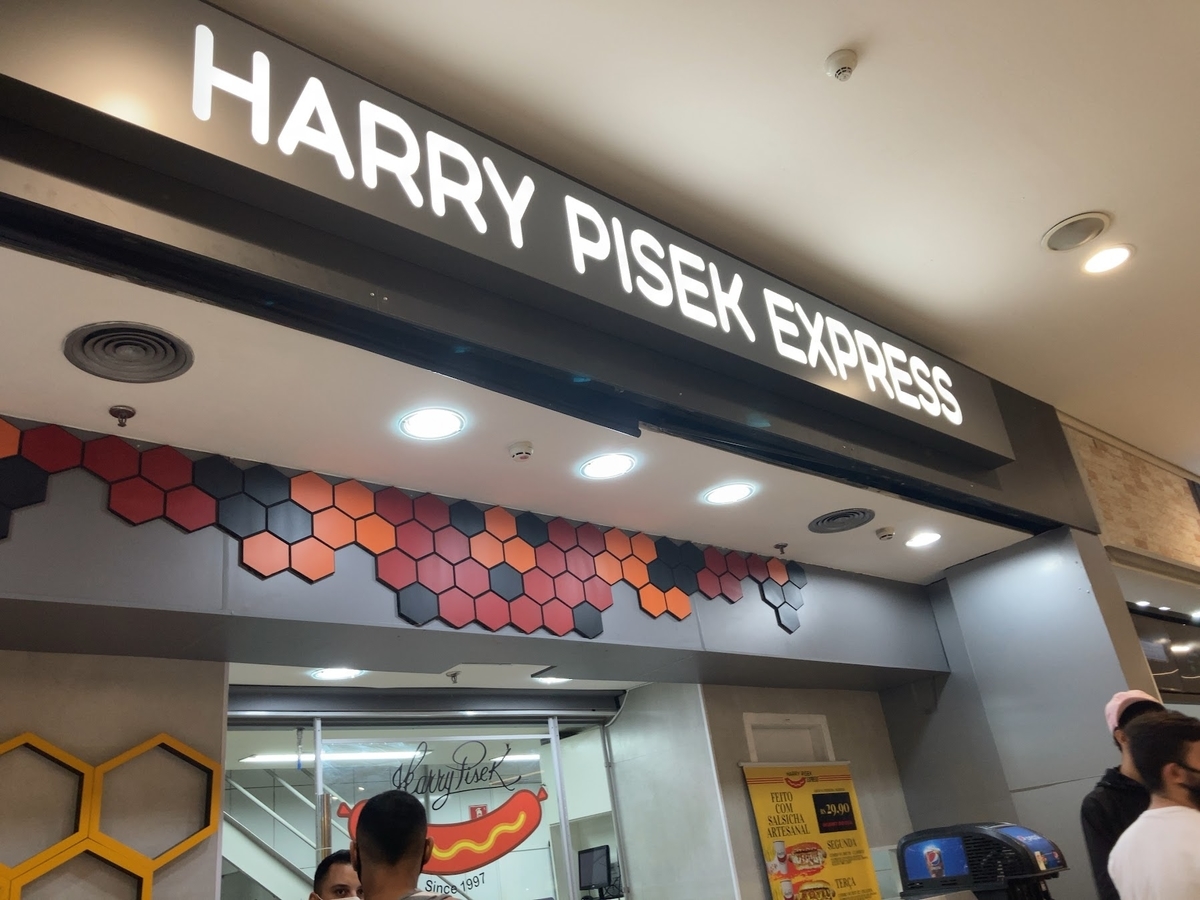 HARRY PISEK EXPRESS
Harry Pisek
Since 1997
FEITO
COM
SALSICHA
ARTESANAL
R$ 29,90
SEGUNDA
TERÇA